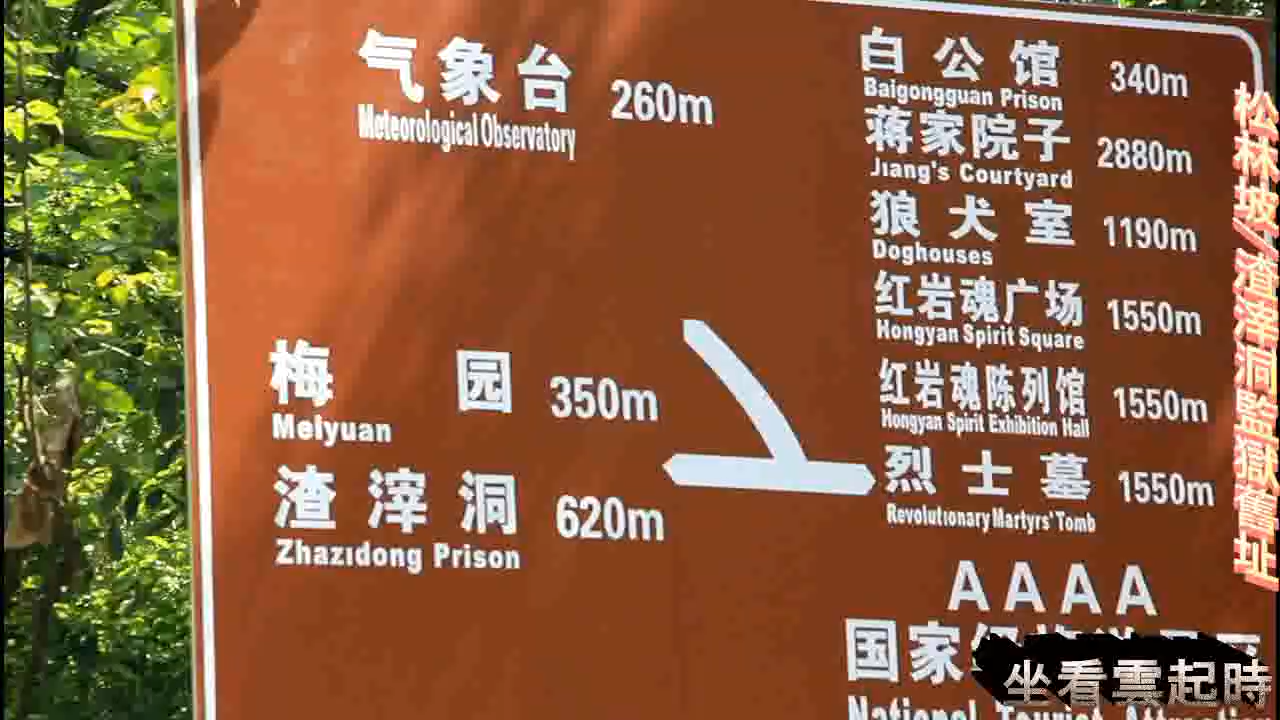 气象台 260m
Meteorological Observatory
梅园 350m
Meiyuan
渣滓洞 620m
Zhazidong Prison
白公馆 340m
Baigongguan Prison
蒋家院子 2880m
Jiang's Courtyard
狼犬室 1190m
Doghouses
红岩魂广场 1550m
Hongyan Spirit Square
红岩魂陈列馆 1550m
Hongyan Spirit Exhibition Hall
烈士墓 1550m
Revolutionary Martyrs' Tomb
AAAA
国家
National Tourist Attraction
松林坡/渣滓洞監獄舊址
坐看雲起時